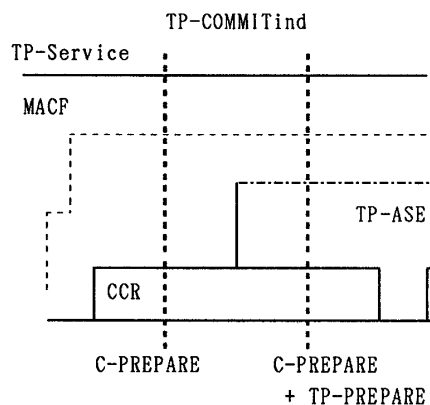 TP-COMMITind
TP-Service
MACF
TP-ASE
CCR
C-PREPARE C-PREPARE
+ TP-PREPARE